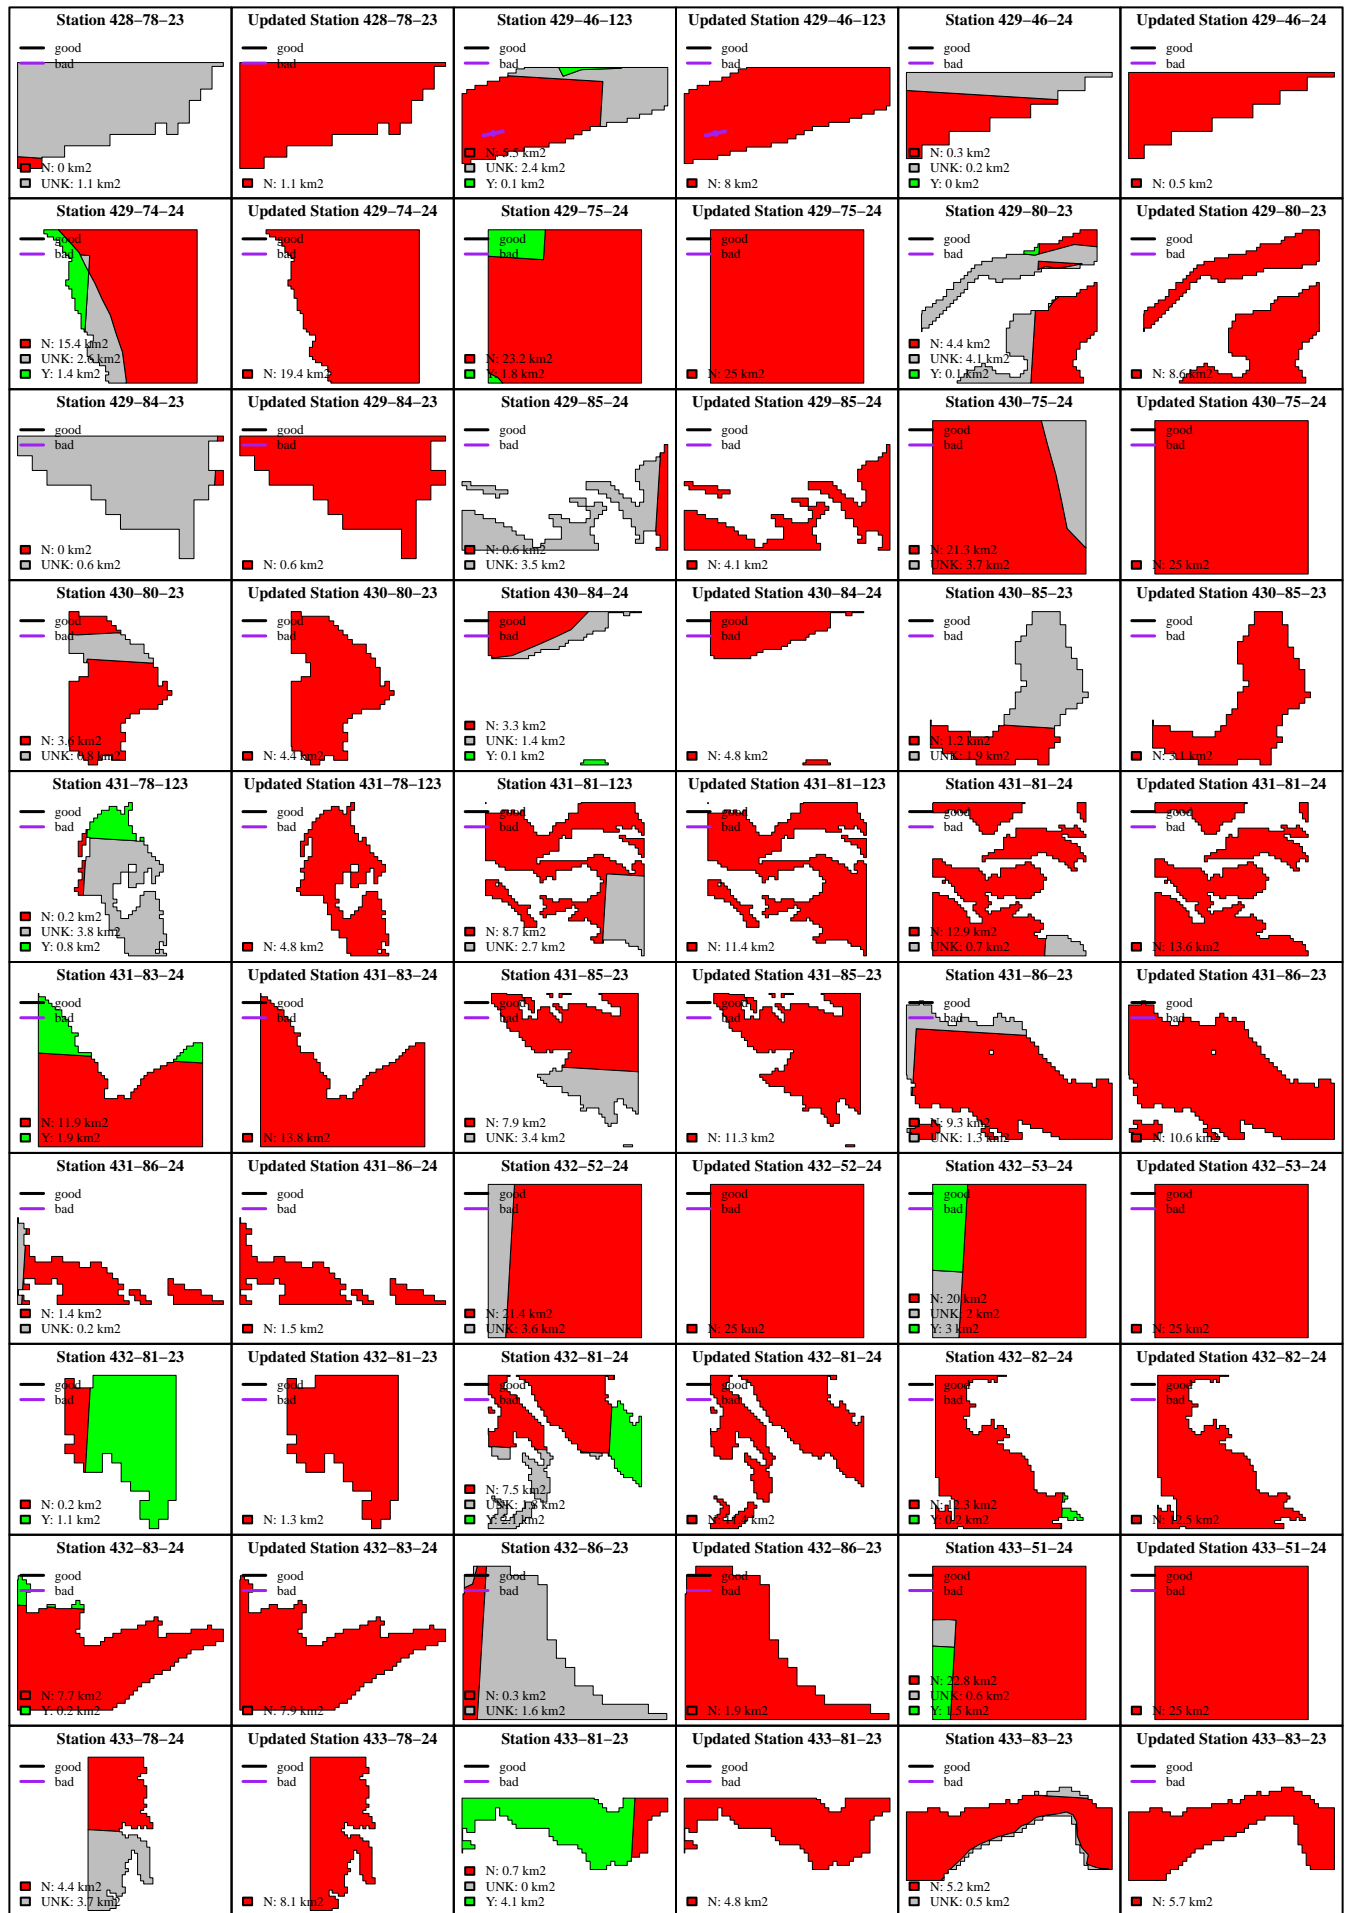 Station 428−78−23
good
bad
N: 0 km2
UNK: 1.1 km2
Updated Station 428−78−23
good
bad
N: 1.1 km2
Station 429−46−123
good
bad
N: 5.5 km2
UNK: 2.4 km2
Y: 0.1 km2
Updated Station 429−46−123
good
bad
N: 8 km2
Station 429−46−24
good
bad
N: 0.3 km2
UNK: 0.2 km2
Y: 0 km2
Updated Station 429−46−24
good
bad
N: 0.5 km2
Station 429−74−24
good
bad
N: 15.4 km2
UNK: 2.6 km2
Y: 1.4 km2
Updated Station 429−74−24
good
bad
N: 19.4 km2
Station 429−75−24
good
bad
N: 23.2 km2
Y: 1.8 km2
Updated Station 429−75−24
good
bad
N: 25 km2
Station 429−80−23
good
bad
N: 4.4 km2
UNK: 4.1 km2
Y: 0.1 km2
Updated Station 429−80−23
good
bad
N: 8.6 km2
Station 429−84−23
good
bad
N: 0 km2
UNK: 0.6 km2
Updated Station 429−84−23
good
bad
N: 0.6 km2
Station 429−85−24
good
bad
N: 0.6 km2
UNK: 3.5 km2
Updated Station 429−85−24
good
bad
N: 4.1 km2
Station 430−75−24
good
bad
N: 21.3 km2
UNK: 3.7 km2
Updated Station 430−75−24
good
bad
N: 25 km2
Station 430−80−23
good
bad
N: 3.6 km2
UNK: 0.8 km2
Updated Station 430−80−23
good
bad
N: 4.4 km2
Station 430−84−24
good
bad
N: 3.3 km2
UNK: 1.4 km2
Y: 0.1 km2
Updated Station 430−84−24
good
bad
N: 4.8 km2
Station 430−85−23
good
bad
N: 1.2 km2
UNK: 1.9 km2
Updated Station 430−85−23
good
bad
N: 3.1 km2
Station 431−78−123
good
bad
N: 0.2 km2
UNK: 3.8 km2
Y: 0.8 km2
Updated Station 431−78−123
good
bad
N: 4.8 km2
Station 431−81−123
good
bad
N: 8.7 km2
UNK: 2.7 km2
Updated Station 431−81−123
good
bad
N: 11.4 km2
Station 431−81−24
good
bad
N: 12.9 km2
UNK: 0.7 km2
Updated Station 431−81−24
good
bad
N: 13.6 km2
Station 431−83−24
good
bad
N: 11.9 km2
Y: 1.9 km2
Updated Station 431−83−24
good
bad
N: 13.8 km2
Station 431−85−23
good
bad
N: 7.9 km2
UNK: 3.4 km2
Updated Station 431−85−23
good
bad
N: 11.3 km2
Station 431−86−23
good
bad
N: 9.3 km2
UNK: 1.3 km2
Updated Station 431−86−23
good
bad
N: 10.6 km2
Station 431−86−24
good
bad
N: 1.4 km2
UNK: 0.2 km2
Updated Station 431−86−24
good
bad
N: 1.5 km2
Station 432−52−24
good
bad
N: 21.4 km2
UNK: 3.6 km2
Updated Station 432−52−24
good
bad
N: 25 km2
Station 432−53−24
good
bad
N: 20 km2
UNK: 2 km2
Y: 3 km2
Updated Station 432−53−24
good
bad
N: 25 km2
Station 432−81−23
good
bad
N: 0.2 km2
Y: 1.1 km2
Updated Station 432−81−23
good
bad
N: 1.3 km2
Station 432−81−24
good
bad
N: 7.5 km2
UNK: 1.8 km2
Y: 2.1 km2
Updated Station 432−81−24
good
bad
N: 11.4 km2
Station 432−82−24
good
bad
N: 12.3 km2
Y: 0.2 km2
Updated Station 432−82−24
good
bad
N: 12.5 km2
Station 432−83−24
good
bad
N: 7.7 km2
Y: 0.2 km2
Updated Station 432−83−24
good
bad
N: 7.9 km2
Station 432−86−23
good
bad
N: 0.3 km2
UNK: 1.6 km2
Updated Station 432−86−23
good
bad
N: 1.9 km2
Station 433−51−24
good
bad
N: 22.8 km2
UNK: 0.6 km2
Y: 1.5 km2
Updated Station 433−51−24
good
bad
N: 25 km2
Station 433−78−24
good
bad
N: 4.4 km2
UNK: 3.7 km2
Updated Station 433−78−24
good
bad
N: 8.1 km2
Station 433−81−23
good
bad
N: 0.7 km2
UNK: 0 km2
Y: 4.1 km2
Updated Station 433−81−23
good
bad
N: 4.8 km2
Station 433−83−23
good
bad
N: 5.2 km2
UNK: 0.5 km2
Updated Station 433−83−23
good
bad
N: 5.7 km2